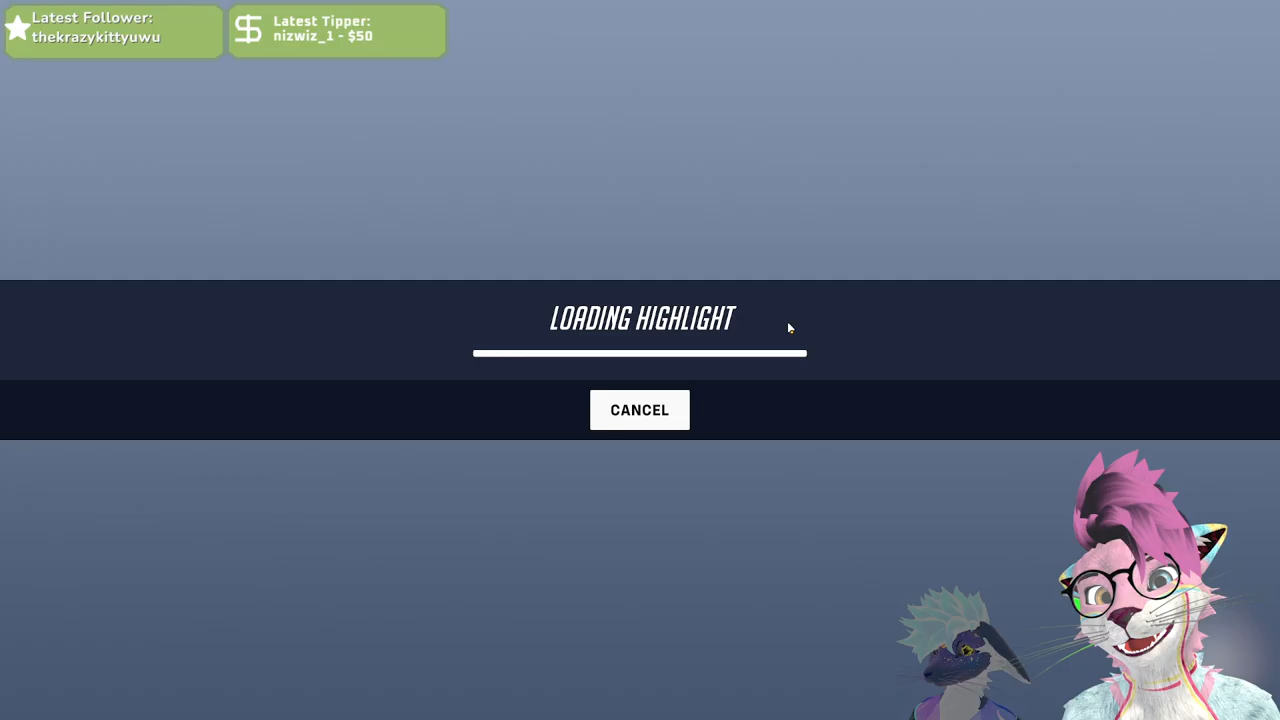 Latest Follower:
thekrazykittyuwu
Latest Tipper:
nizwiz_1 - $50
LOADING HIGHLIGHT
CANCEL